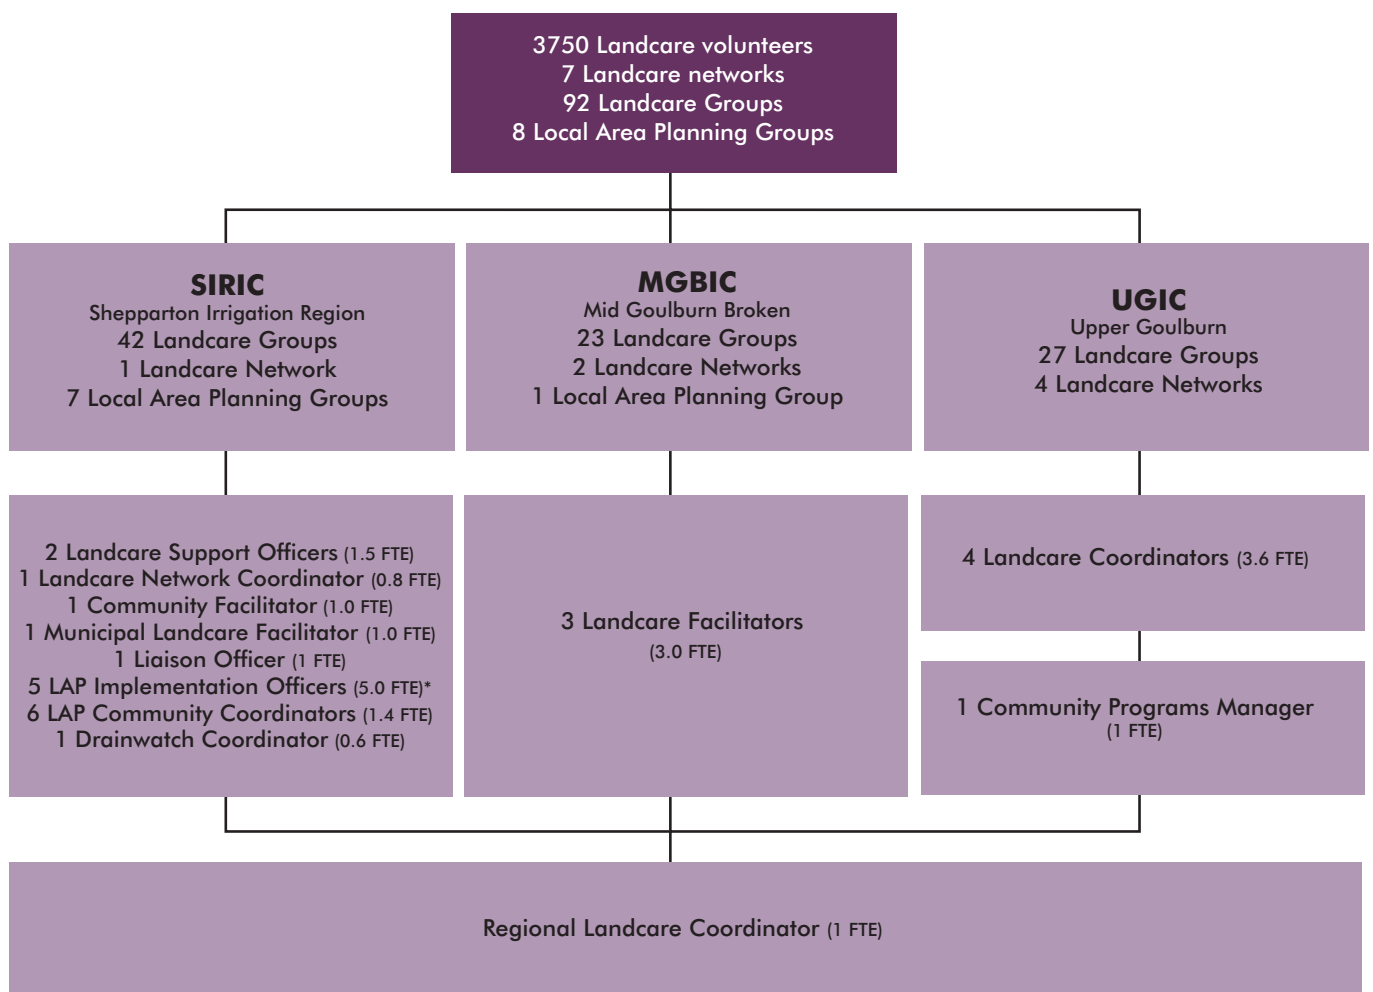 3750 Landcare volunteers
7 Landcare networks
92 Landcare Groups
8 Local Area Planning Groups
SIRIC
Shepparton Irrigation Region
42 Landcare Groups
1 Landcare Network
7 Local Area Planning Groups
MGBIC
Mid Goulburn Broken
23 Landcare Groups
2 Landcare Networks
1 Local Area Planning Group
UGIC
Upper Goulburn
27 Landcare Groups
4 Landcare Networks
2 Landcare Support Officers (1.5 FTE)
1 Landcare Network Coordinator (0.8 FTE)
1 Community Facilitator (1.0 FTE)
1 Municipal Landcare Facilitator (1.0 FTE)
1 Liaison Officer (1 FTE)
5 LAP Implementation Officers (5.0 FTE)*
6 LAP Community Coordinators (1.4 FTE)
1 Drainwatch Coordinator (0.6 FTE)
3 Landcare Facilitators
(3.0 FTE)
4 Landcare Coordinators (3.6 FTE)
1 Community Programs Manager
(1 FTE)
Regional Landcare Coordinator (1 FTE)